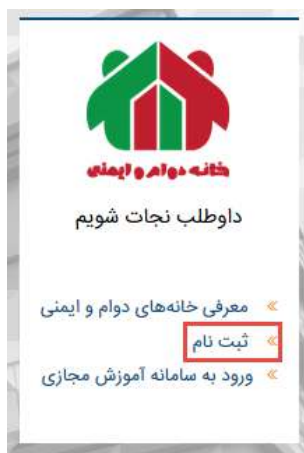 خانه دوام و ایمنی
داوطلب نجات شویم
معرفی خانه‌های دوام و ایمنی
ثبت نام
ورود به سامانه آموزش مجازی